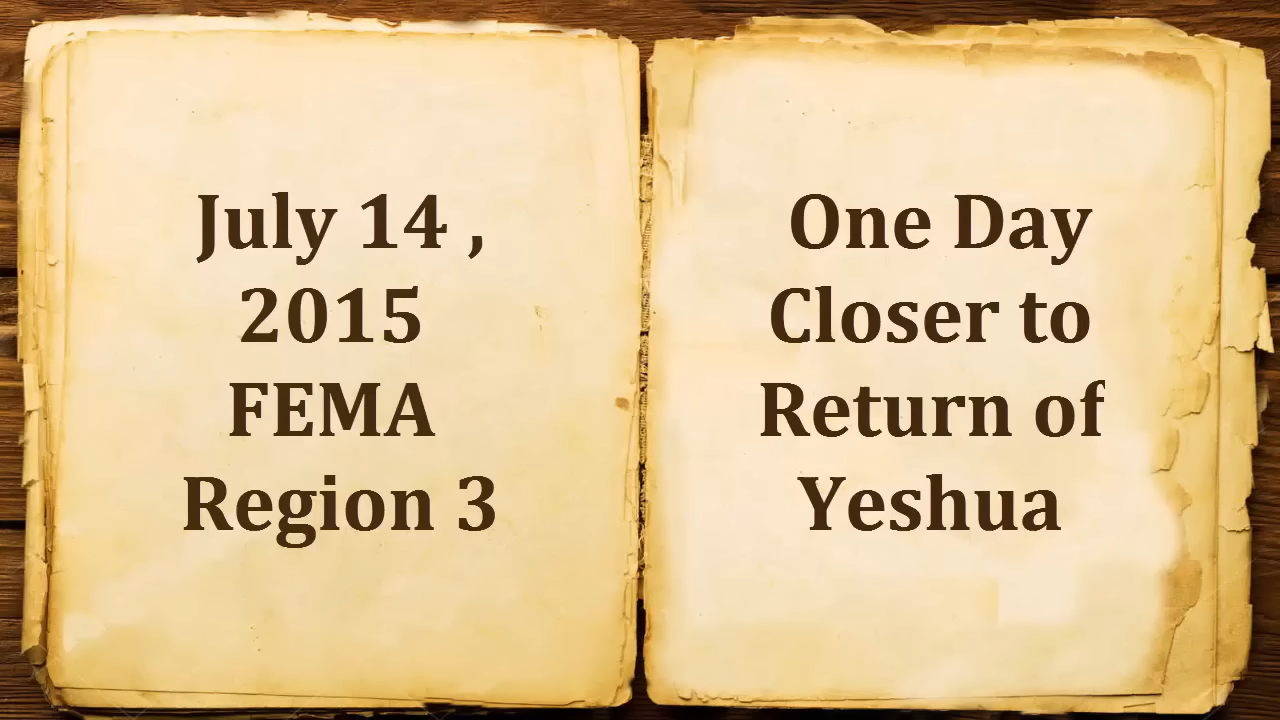 July 14 ,
2015
FEMA
Region 3
One Day
Closer to
Return of
Yeshua